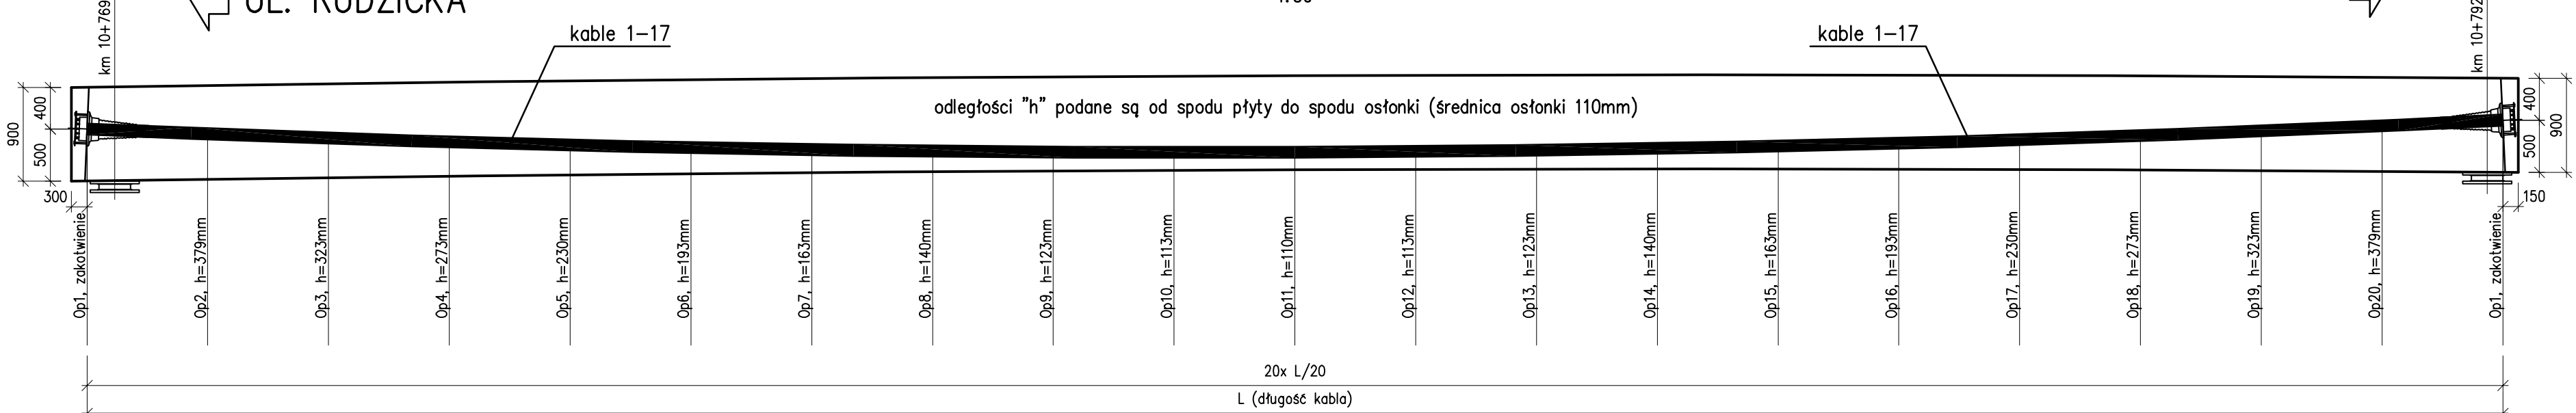 UL. RUDZICKA
km 10+769
km 10+792
kable 1-17
kable 1-17
odległości "h" podane są od spodu płyty do spodu osłonki (średnica osłonki 110mm)
900
400
500
300
400
500
900
150
Op1, zakotwienie
Op2, h=379mm
Op3, h=323mm
Op4, h=273mm
Op5, h=230mm
Op6, h=193mm
Op7, h=163mm
Op8, h=140mm
Op9, h=123mm
Op10, h=113mm
Op11, h=110mm
Op12, h=113mm
Op13, h=123mm
Op14, h=140mm
Op15, h=163mm
Op16, h=193mm
Op17, h=230mm
Op18, h=273mm
Op19, h=323mm
Op20, h=379mm
Op1, zakotwienie
20x L/20
L (długość kabla)